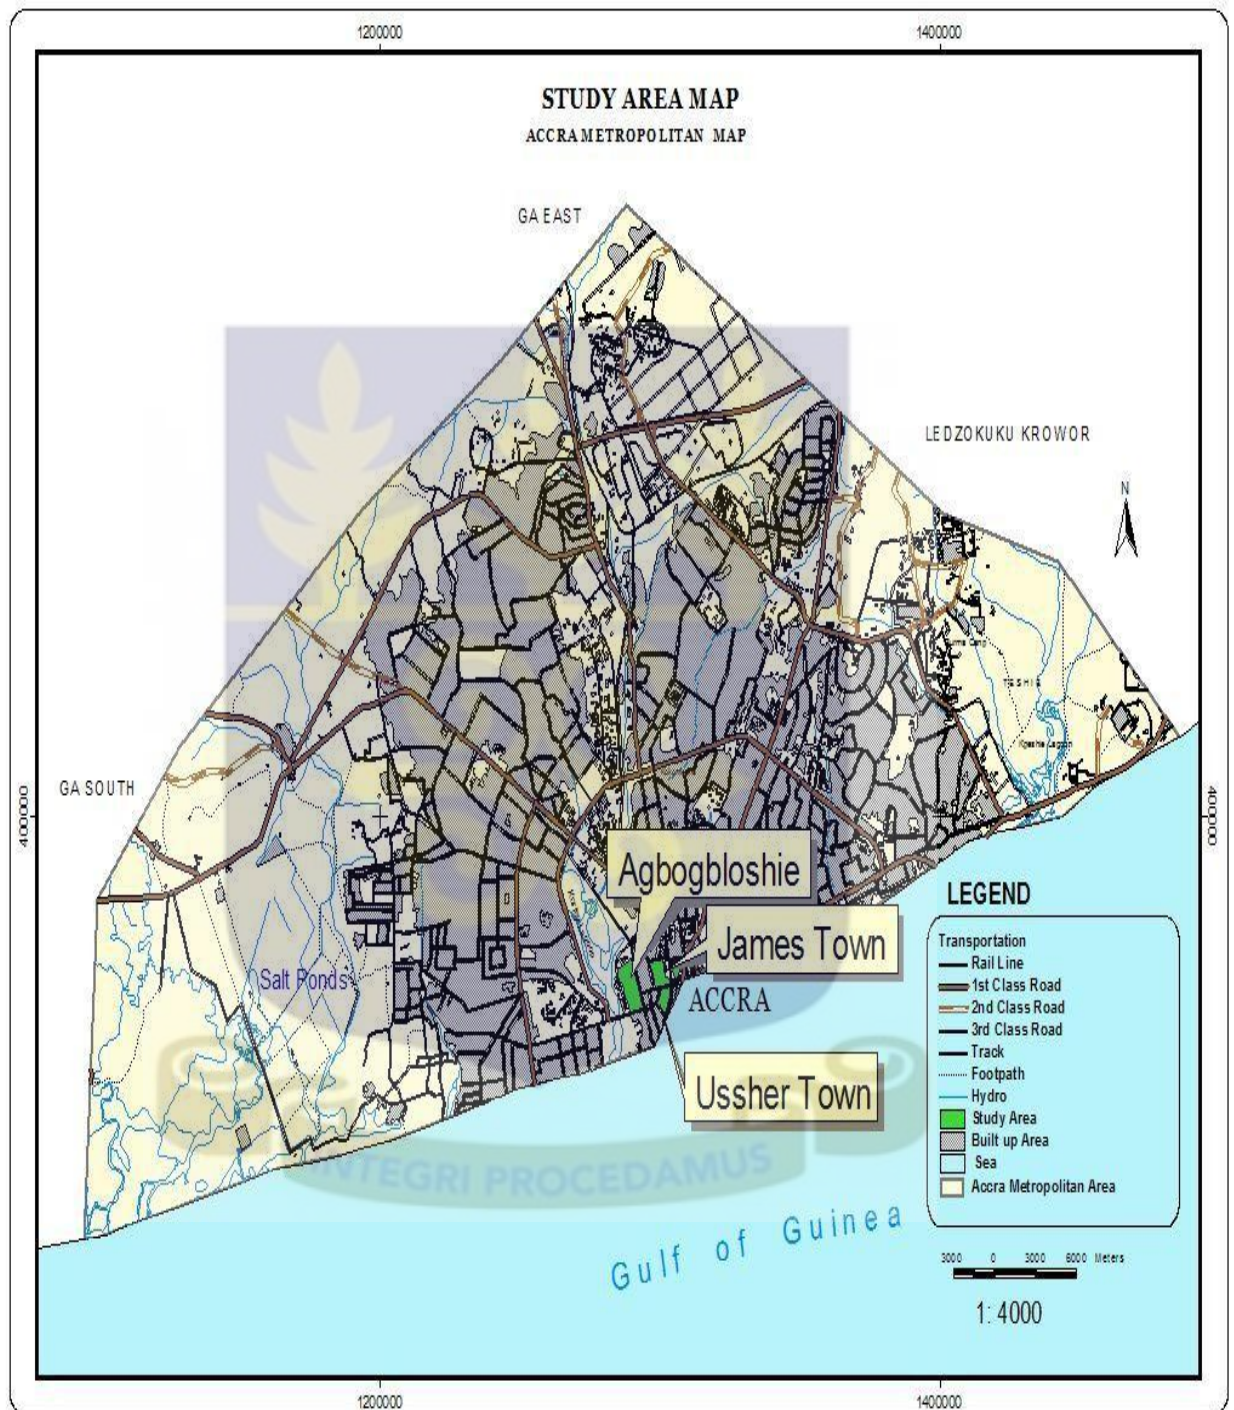 1200000
1400000
STUDY AREA MAP
ACCRA METROPOLITAN MAP
GA EAST
LEDZOKUKU KROWOR
N
TESHIE
Kpeshie Lagoon
GA SOUTH
400000
400000
Agbogbloshie
James Town
Salt Ponds
ACCRA
Ussher Town
INTEGRI PROCEDAMUS
Gulf of Guinea
LEGEND
Transportation
Rail Line
1st Class Road
2nd Class Road
3rd Class Road
Track
Footpath
Hydro
Study Area
Built up Area
Sea
Accra Metropolitan Area
3000 0 3000 6000 Meters
1: 4000
1200000
1400000